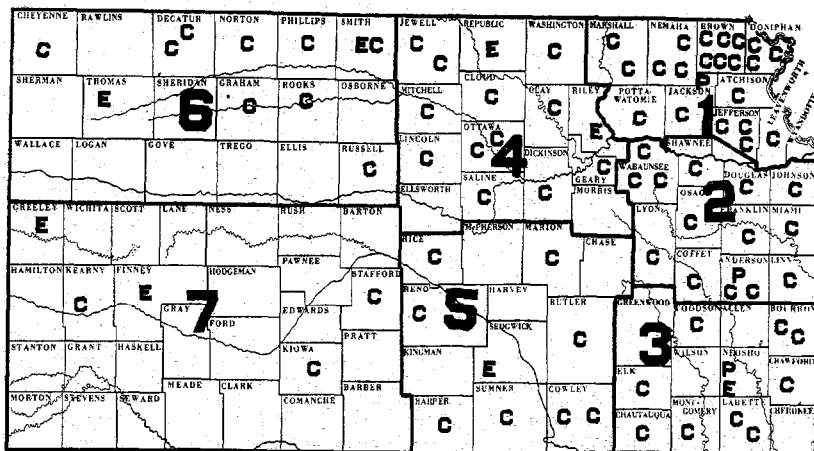 CHEYENNE RAWLINS DECATUR NORTON PHILLIPS SMITH JEWELL REPUBLIC WASHINGTON MARSHALL NEMAHA BROWN DONIPHAN
C C C C C E C C C E C C C C C C C C C C C C C C C
SHERMAN THOMAS SHERIDAN GRAHAM ROOKS OSBORNE MITCHELL CLOUD CLAY RILEY POTTA- WATOMIE JACKSON ATCHISON LEAVENWORTH WYANDOTTE
E 6 C C C C C E C C P C 1
JEFFERSON
C C C C
WALLACE LOGAN GOVE TREGO ELLIS RUSSELL LINCOLN OTTAWA DICKINSON GEARY WABAUNSEE SHAWNEE DOUGLAS JOHNSON
C C C C 4 C C C C C C C
ELLSWORTH SALINE MORRIS LYON OSAGE FRANKLIN MIAMI
C C C C 2 C C
GREELEY WICHITA SCOTT LANE NESS RUSH BARTON RICE McPHERSON MARION CHASE COFFEY ANDERSON LINN
E C C C P C C C
HAMILTON KEARNY FINNEY HODGEMAN PAWNEE STAFFORD RENO HARVEY BUTLER GREENWOOD WOODSON ALLEN BOURBON
C E 7 C C 5 C C C C C
GRAY FORD EDWARDS SEDGWICK
STANTON GRANT HASKELL KIOWA PRATT KINGMAN ELK WILSON NEOSHO CRAWFORD
C E C 3 P E C
MORTON STEVENS SEWARD MEADE CLARK COMANCHE BARBER HARPER SUMNER COWLEY CHAUTAUQUA MONT- GOMERY LABETTE CHEROKEE
C C C C C C C C